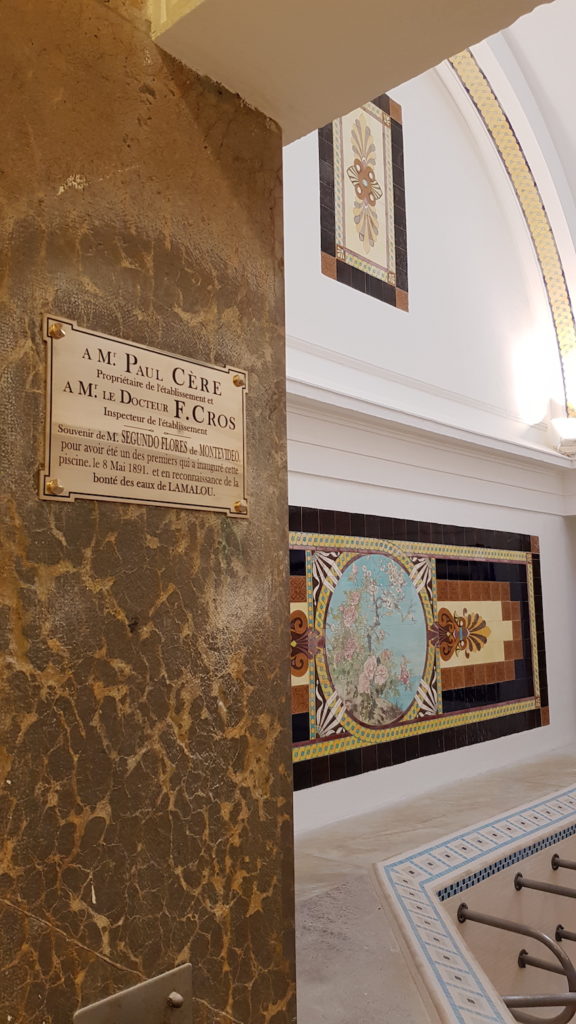 A Mr PAUL CÈRE
Propriétaire de l'établissement et
A Mr LE DOCTEUR F. CROS
Inspecteur de l'établissement
Souvenir de Mr SEGUNDO FLORES de MONTEVIDEO,
pour avoir été un des premiers qui a inauguré cette
piscine, le 8 Mai 1891, et en reconnaissance de la
bonté des eaux de LAMALOU.